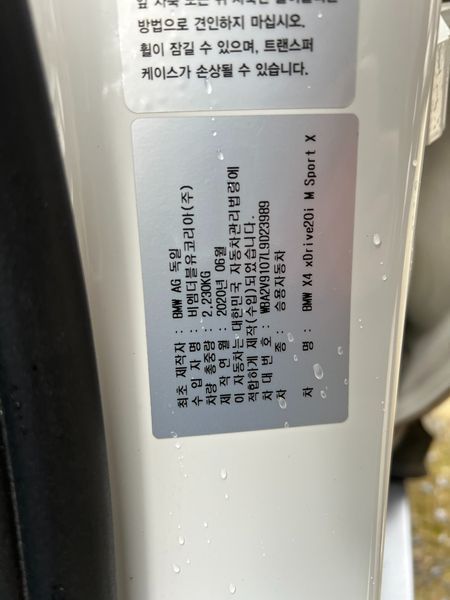 방법으로 견인하지 마십시오.
휠이 잠길 수 있으며, 트랜스퍼
케이스가 손상될 수 있습니다.
최초 제작자 : BMW AG 독일
수 입 자 명 : 비엠더블유코리아(주)
차량 총중량 : 2,230KG
제 작 연 월 : 2020년 06월
이 자동차는 대한민국 자동차관리법령에
적합하게 제작(수입)되었습니다.
차 대 번 호 : WBA2V9107L9D23989
차 종 : 승용자동차
차 명 : BMW X4 xDrive20i M Sport X